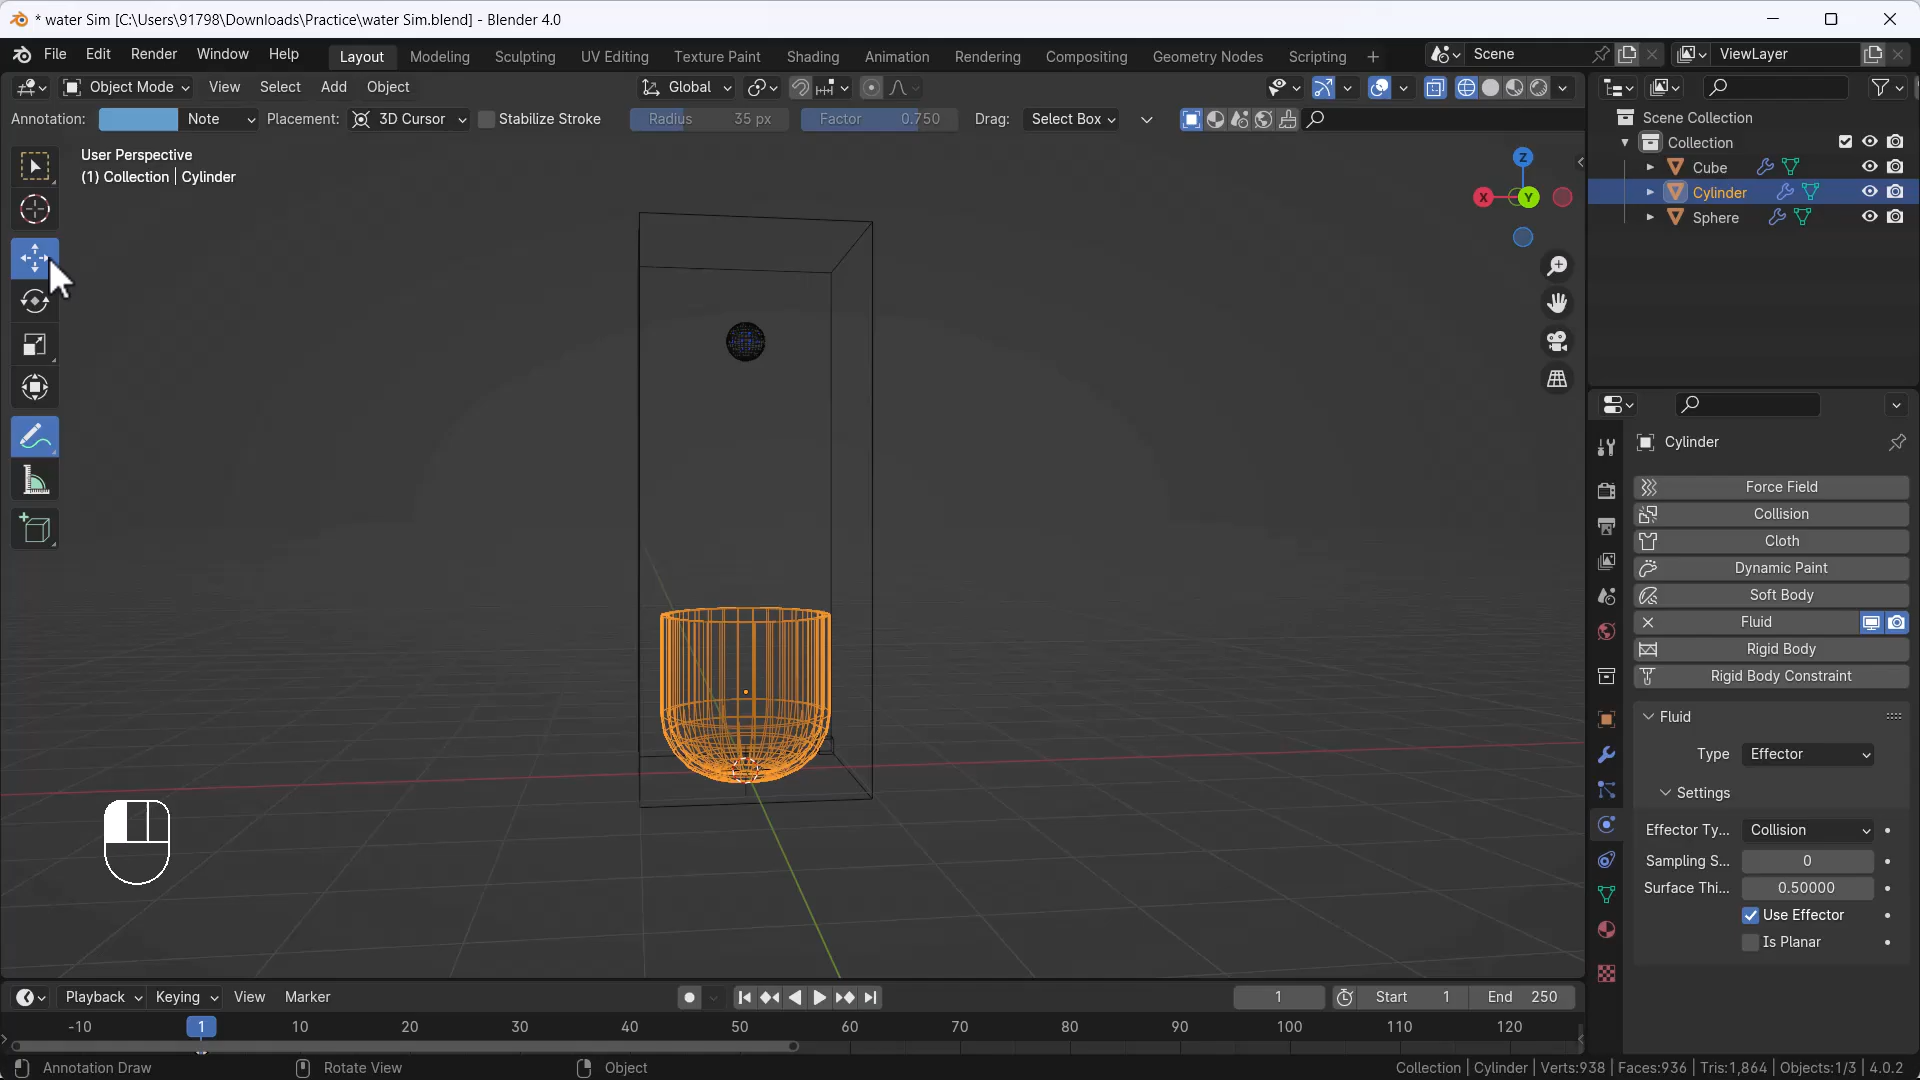 * water Sim [C:\Users\91798\Downloads\Practice\water Sim.blend] - Blender 4.0
File Edit Render Window Help Layout Modeling Sculpting UV Editing Texture Paint Shading Animation Rendering Compositing Geometry Nodes Scripting + Scene ViewLayer
Object Mode View Select Add Object Global
Annotation: Note Placement: 3D Cursor Stabilize Stroke Radius 35 px Factor 0.750 Drag: Select Box
User Perspective
(1) Collection | Cylinder
Z
X
Y
Scene Collection
Collection
Cube
Cylinder
Sphere
Cylinder
Force Field
Collision
Cloth
Dynamic Paint
Soft Body
Fluid
Rigid Body
Rigid Body Constraint
Fluid
Type Effector
Settings
Effector Ty... Collision
Sampling S... 0
Surface Thi... 0.50000
Use Effector
Is Planar
Playback Keying View Marker 1 Start 1 End 250
-10 1 10 20 30 40 50 60 70 80 90 100 110 120
Annotation Draw Rotate View Object Collection | Cylinder | Verts:938 | Faces:936 | Tris:1,864 | Objects:1/3 | 4.0.2